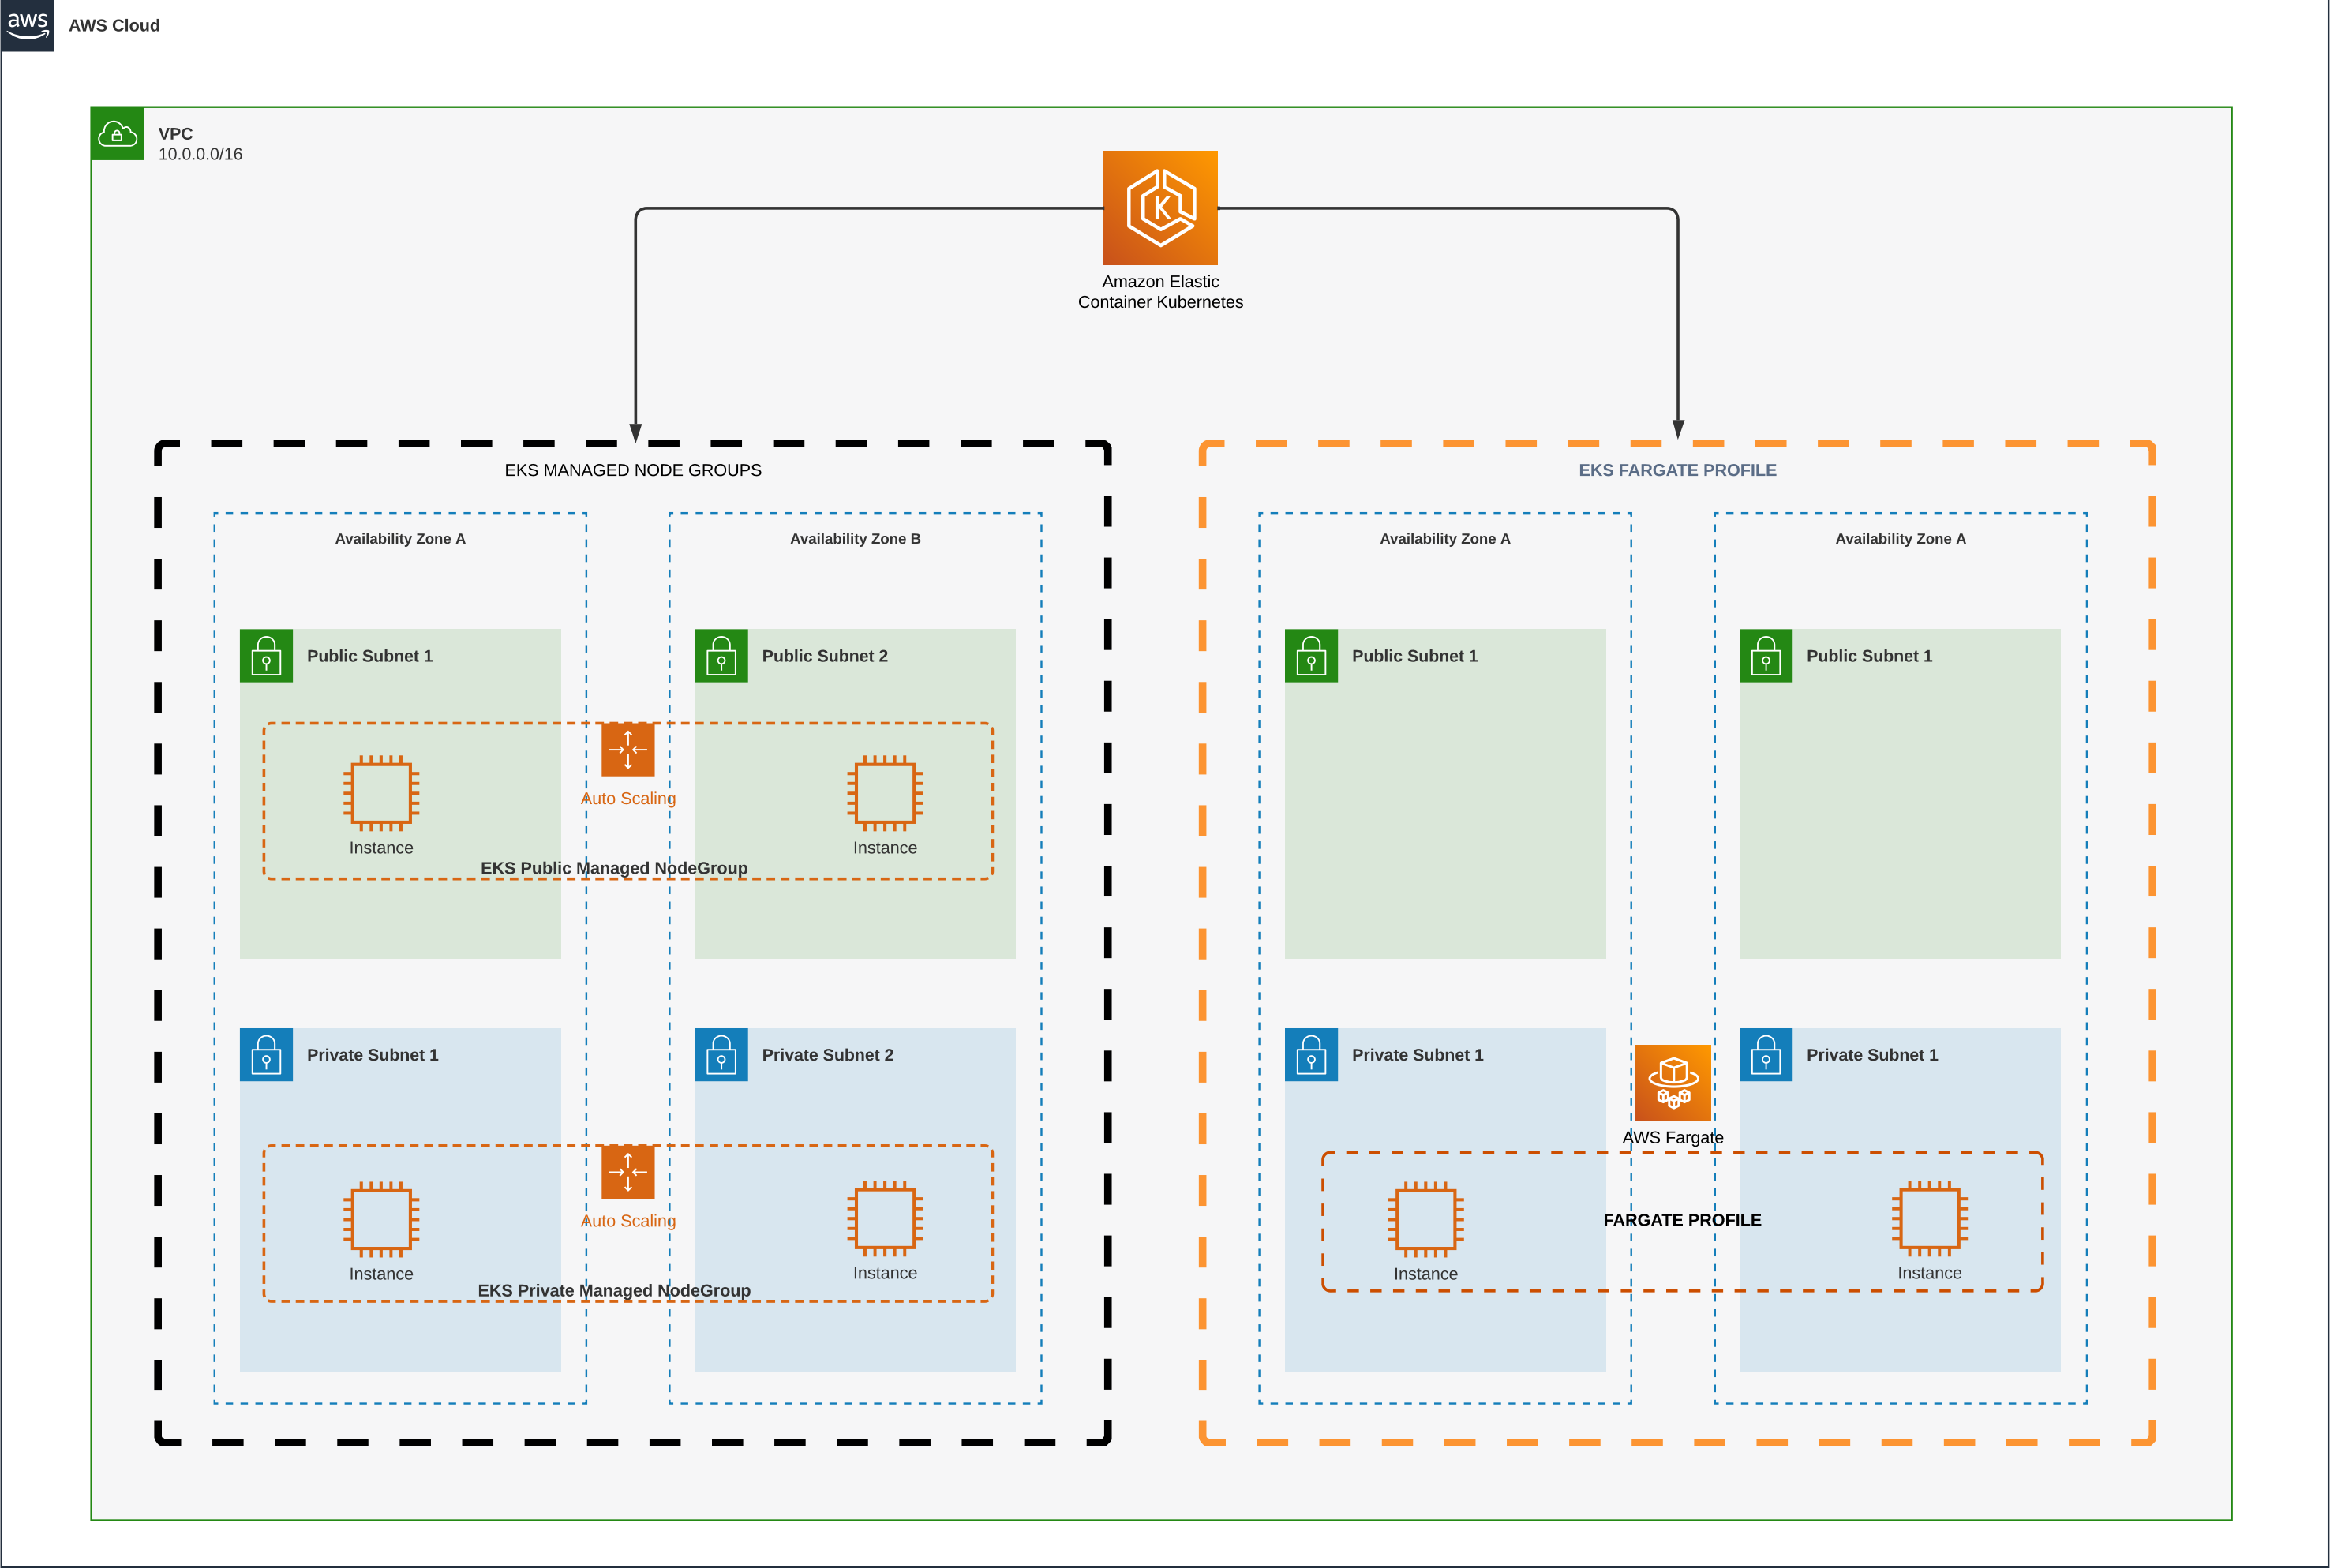 aws
AWS Cloud
VPC
10.0.0.0/16
K
Amazon Elastic
Container Kubernetes
EKS MANAGED NODE GROUPS
Availability Zone A
Availability Zone B
Public Subnet 1
Public Subnet 2
Auto Scaling
Instance
Instance
EKS Public Managed NodeGroup
Private Subnet 1
Private Subnet 2
Auto Scaling
Instance
Instance
EKS Private Managed NodeGroup
EKS FARGATE PROFILE
Availability Zone A
Availability Zone A
Public Subnet 1
Public Subnet 1
Private Subnet 1
Private Subnet 1
AWS Fargate
FARGATE PROFILE
Instance
Instance